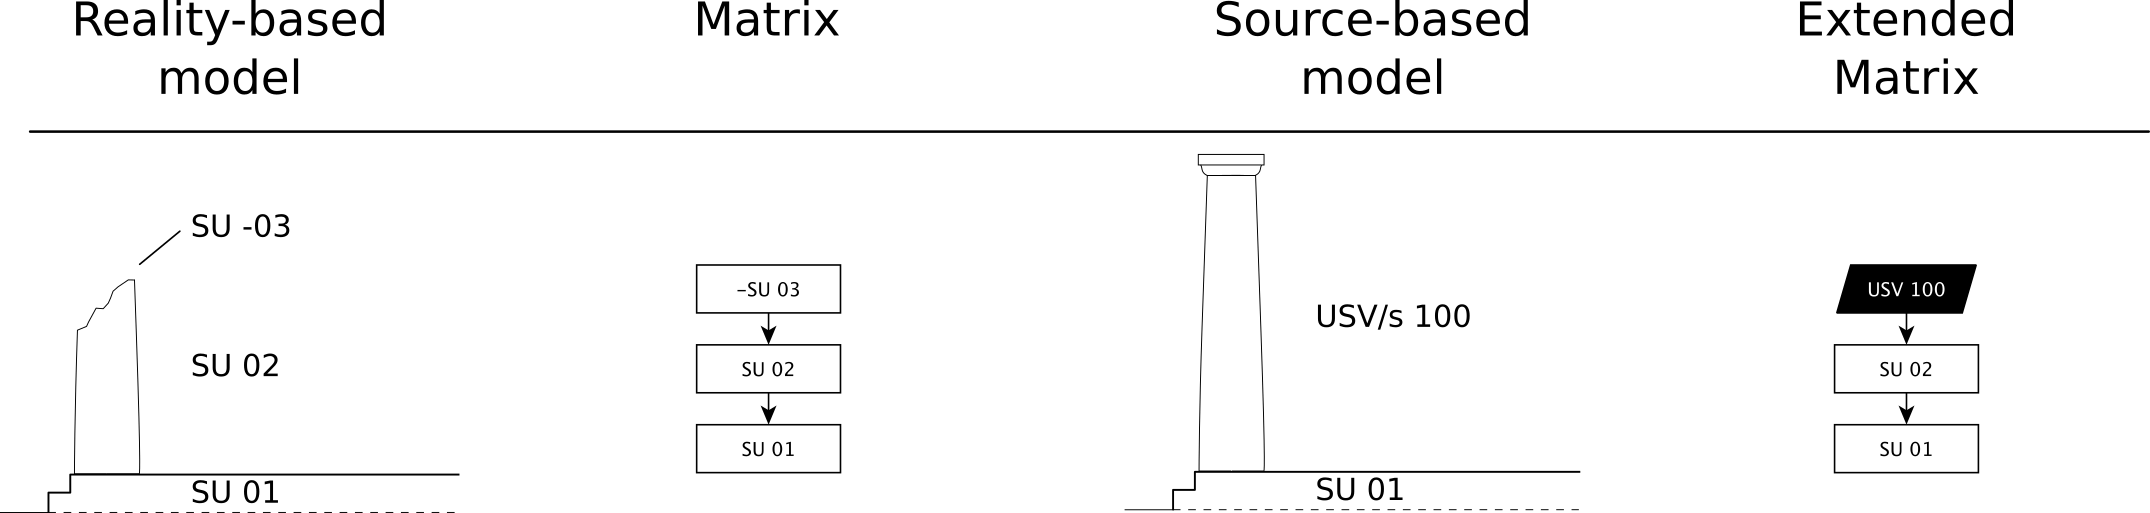 Reality-based
model
Matrix
Source-based
model
Extended
Matrix
SU -03
SU 02
SU 01
–SU 03
SU 02
SU 01
USV/s 100
SU 01
USV 100
SU 02
SU 01